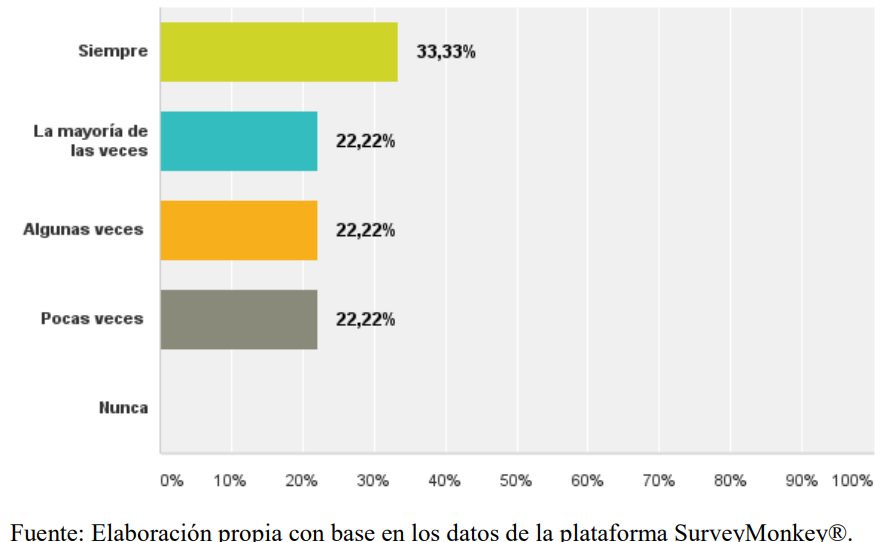 Siempre
33,33%
La mayoría de
las veces
22,22%
Algunas veces
22,22%
Pocas veces
22,22%
Nunca
0% 10% 20% 30% 40% 50% 60% 70% 80% 90% 100%
Fuente: Elaboración propia con base en los datos de la plataforma SurveyMonkey®.